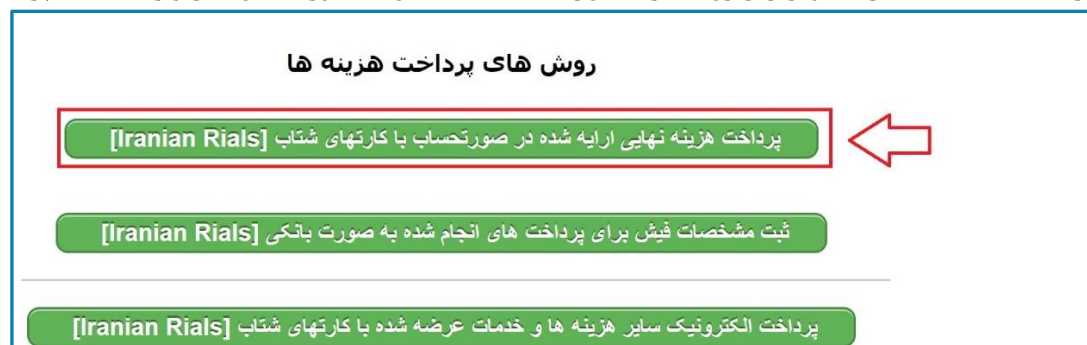 روش های پرداخت هزینه ها
پرداخت هزینه نهایی ارایه شده در صورتحساب با کارتهای شتاب [Iranian Rials]
ثبت مشخصات فیش برای پرداخت های انجام شده به صورت بانکی [Iranian Rials]
پرداخت الکترونیک سایر هزینه ها و خدمات عرضه شده با کارتهای شتاب [Iranian Rials]